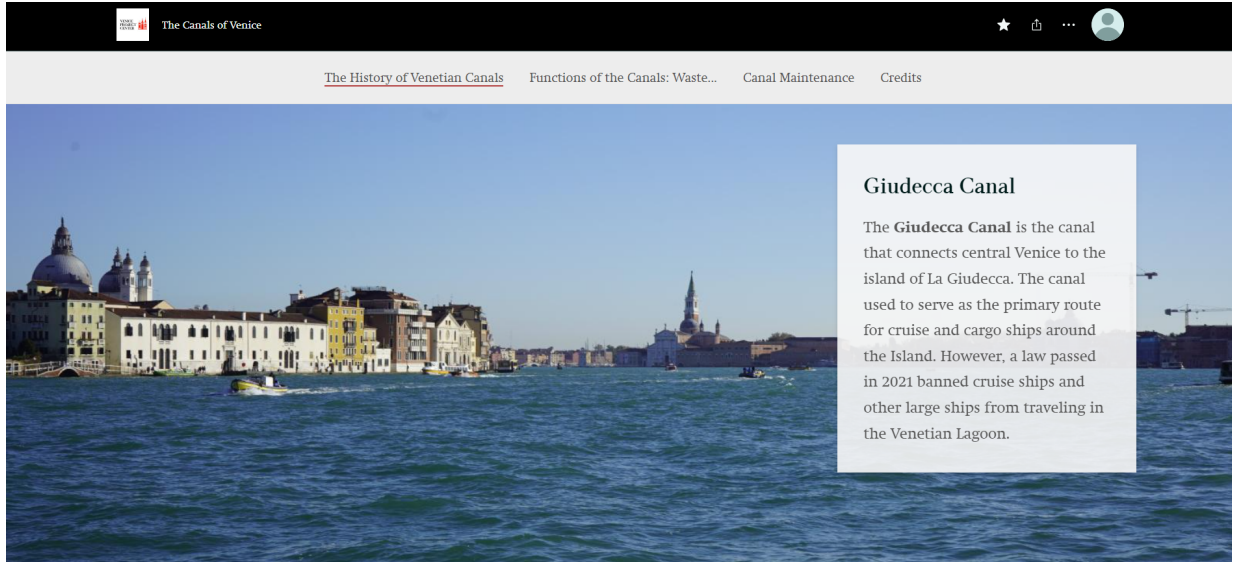 VENICE
PROJECT
CENTER
The Canals of Venice
The History of Venetian Canals
Functions of the Canals: Waste...
Canal Maintenance
Credits
Giudecca Canal
The Giudecca Canal is the canal
that connects central Venice to the
island of La Giudecca. The canal
used to serve as the primary route
for cruise and cargo ships around
the Island. However, a law passed
in 2021 banned cruise ships and
other large ships from traveling in
the Venetian Lagoon.